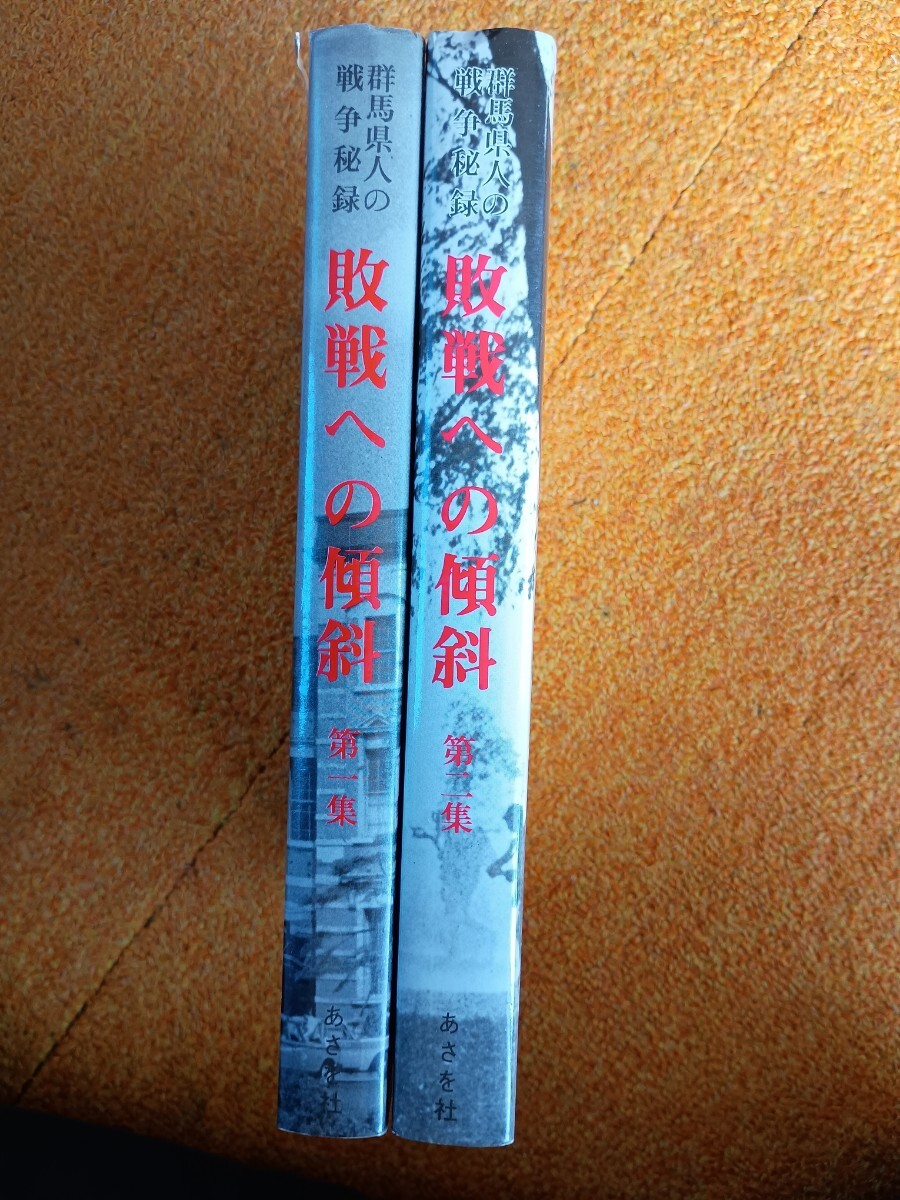 群馬県人の
戦争秘録
敗戦への傾斜
第一集
あさを社
群馬県人の
戦争秘録
敗戦への傾斜
第二集
あさを社